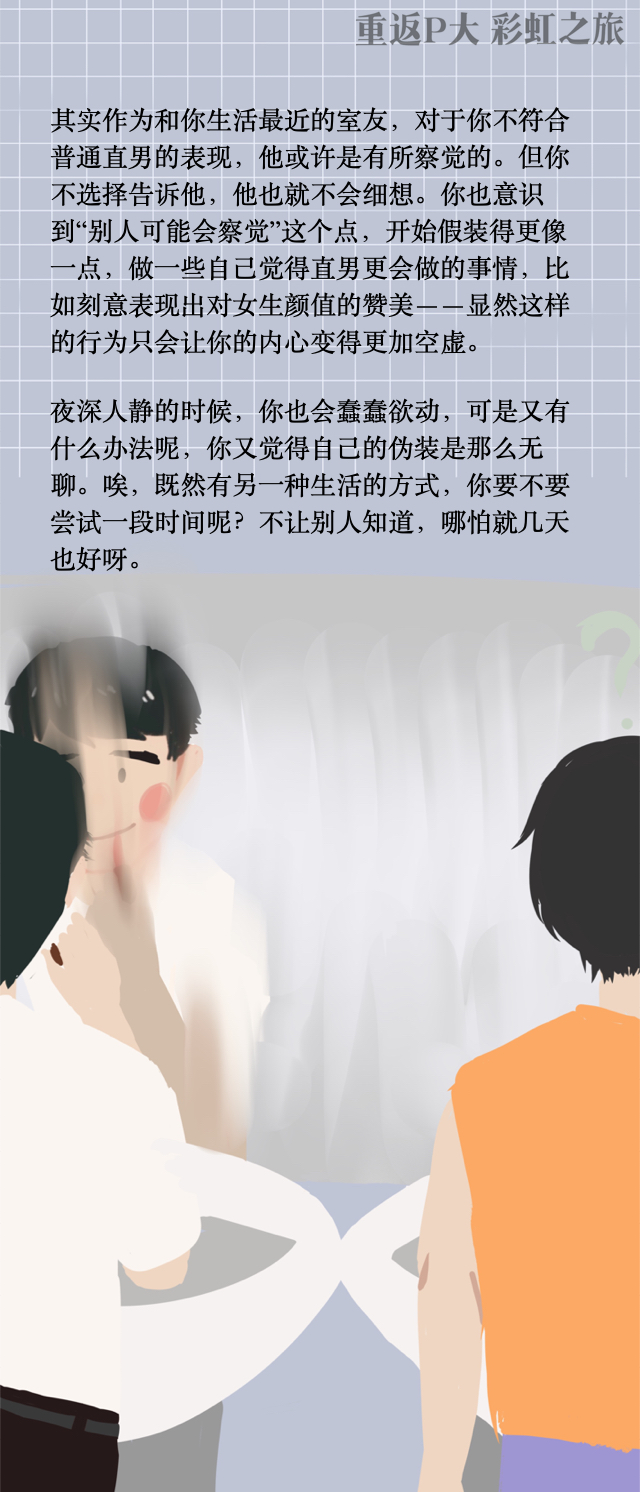 重返P大 彩虹之旅
其实作为和你生活最近的室友，对于你不符合
普通直男的表现，他或许是有所察觉的。但你
不选择告诉他，他也就不会细想。你也意识
到“别人可能会察觉”这个点，开始假装得更像
一点，做一些自己觉得直男更会做的事情，比
如刻意表现出对女生颜值的赞美——显然这样
的行为只会让你的内心变得更加空虚。
夜深人静的时候，你也会蠢蠢欲动，可是又有
什么办法呢，你又觉得自己的伪装是那么无
聊。唉，既然有另一种生活的方式，你要不要
尝试一段时间呢？不让别人知道，哪怕就几天
也好呀。
?